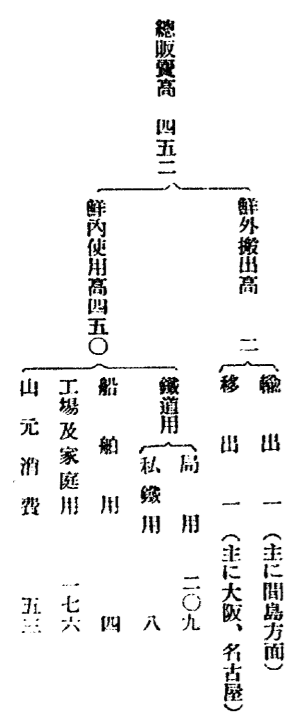 總販賣高 四五二
鮮外搬出高 二
輸出 一(主に間島方面)
移出 一(主に大阪、名古屋)
鮮內使用高四五〇
鐵道用
局用 二〇九
私鐵用 八
船舶用 四
工場及家庭用 一七六
山元消費 五三